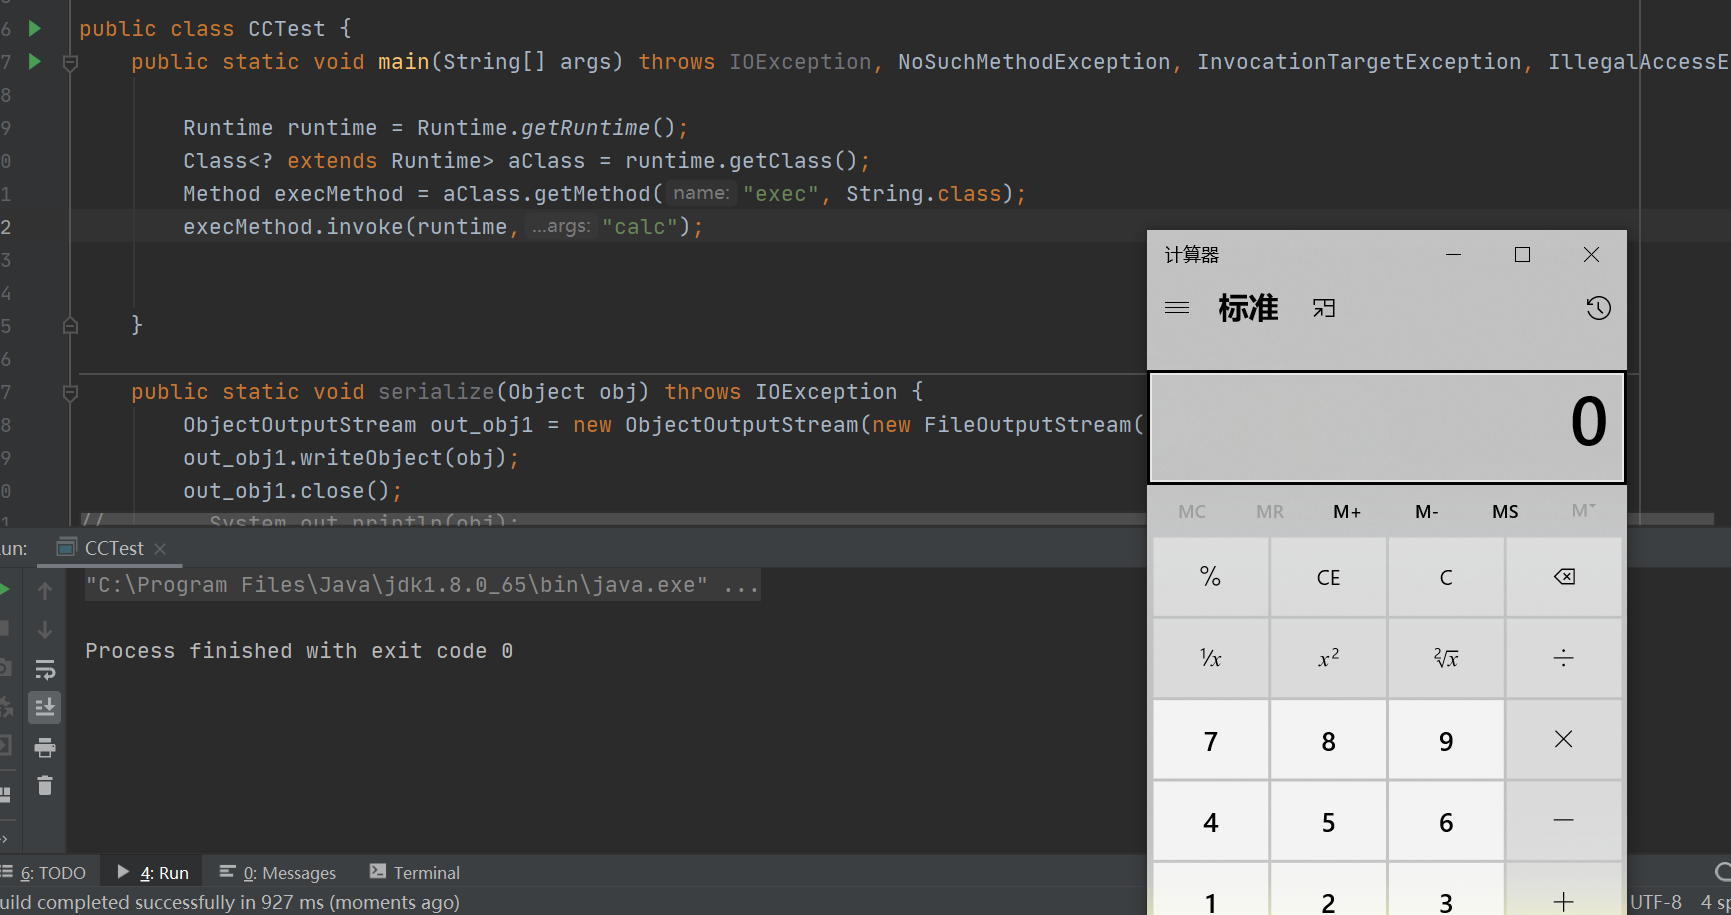 6 public class CCTest {
7 public static void main(String[] args) throws IOException, NoSuchMethodException, InvocationTargetException, IllegalAccessE
8
9 Runtime runtime = Runtime.getRuntime();
0 Class<? extends Runtime> aClass = runtime.getClass();
1 Method execMethod = aClass.getMethod( name: "exec", String.class);
2 execMethod.invoke(runtime, ...args: "calc");
3
4
5 }
6
7 public static void serialize(Object obj) throws IOException {
8 ObjectOutputStream out_obj1 = new ObjectOutputStream(new FileOutputStream(
9 out_obj1.writeObject(obj);
0 out_obj1.close();
1 // System.out.println(obj);
un: CCTest
"C:\Program Files\Java\jdk1.8.0_65\bin\java.exe" ...
Process finished with exit code 0
6: TODO 4: Run 0: Messages Terminal
uild completed successfully in 927 ms (moments ago)
UTF-8 4 sp
计算器
标准
0
MC MR M+ M- MS M˅
% CE C
¹/x x² ²√x ÷
7 8 9 ×
4 5 6 −
1 2 3 +